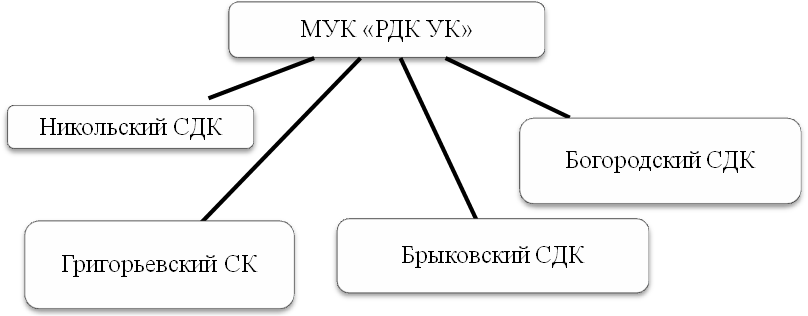 МУК «РДК УК»
Никольский СДК
Богородский СДК
Григорьевский СК
Брыковский СДК